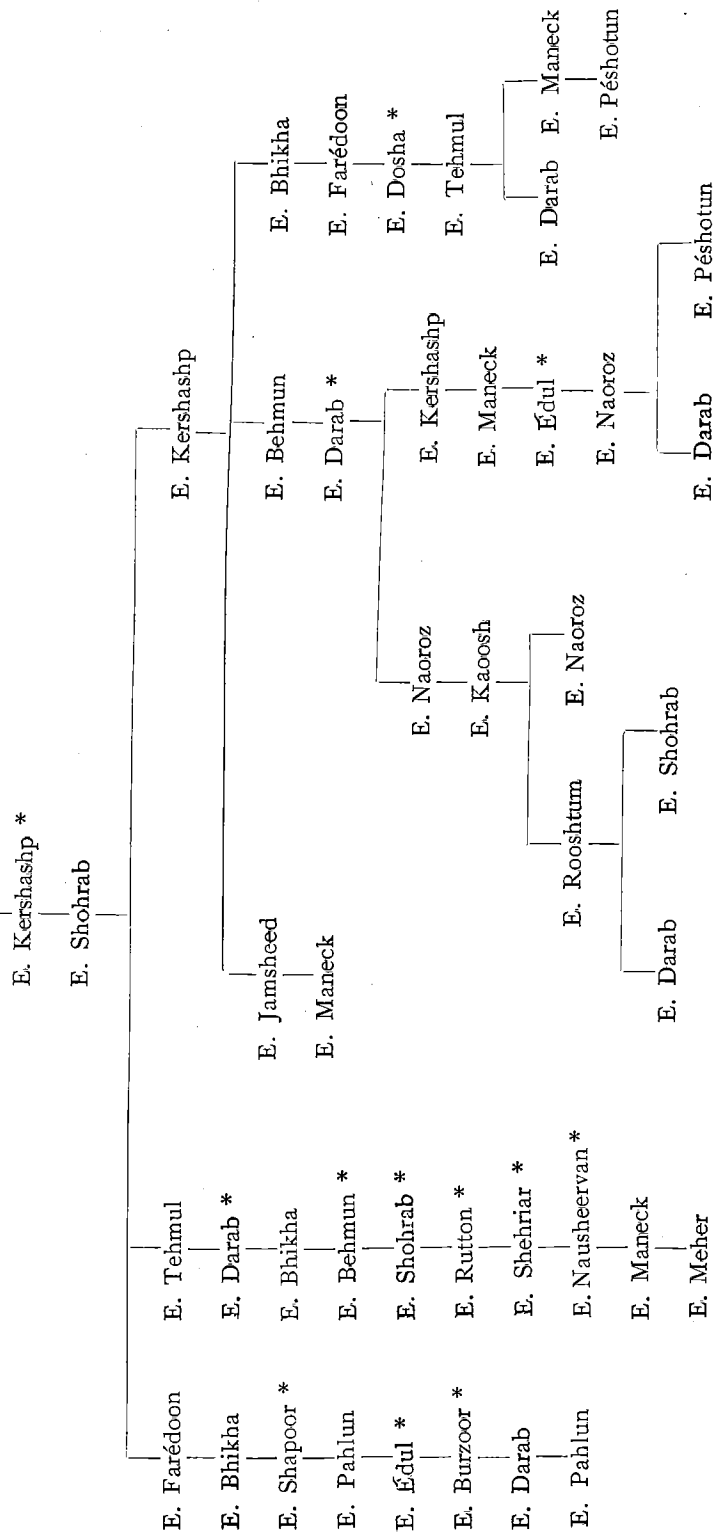 E. Kershashp *
E. Shohrab
E. Farédoon
E. Bhikha
E. Shapoor *
E. Pahlun
E. Édul *
E. Burzoor *
E. Darab
E. Pahlun
E. Tehmul
E. Darab *
E. Bhikha
E. Behmun *
E. Shohrab *
E. Rutton *
E. Shehriar *
E. Nausheervan *
E. Maneck
E. Meher
E. Kershashp
E. Jamsheed
E. Maneck
E. Behmun
E. Darab *
E. Naoroz
E. Kaoosh
E. Rooshtum
E. Naoroz
E. Darab
E. Shohrab
E. Kershashp
E. Maneck
E. Édul *
E. Naoroz
E. Darab
E. Péshotun
E. Bhikha
E. Farédoon
E. Dosha *
E. Tehmul
E. Darab
E. Maneck
E. Péshotun